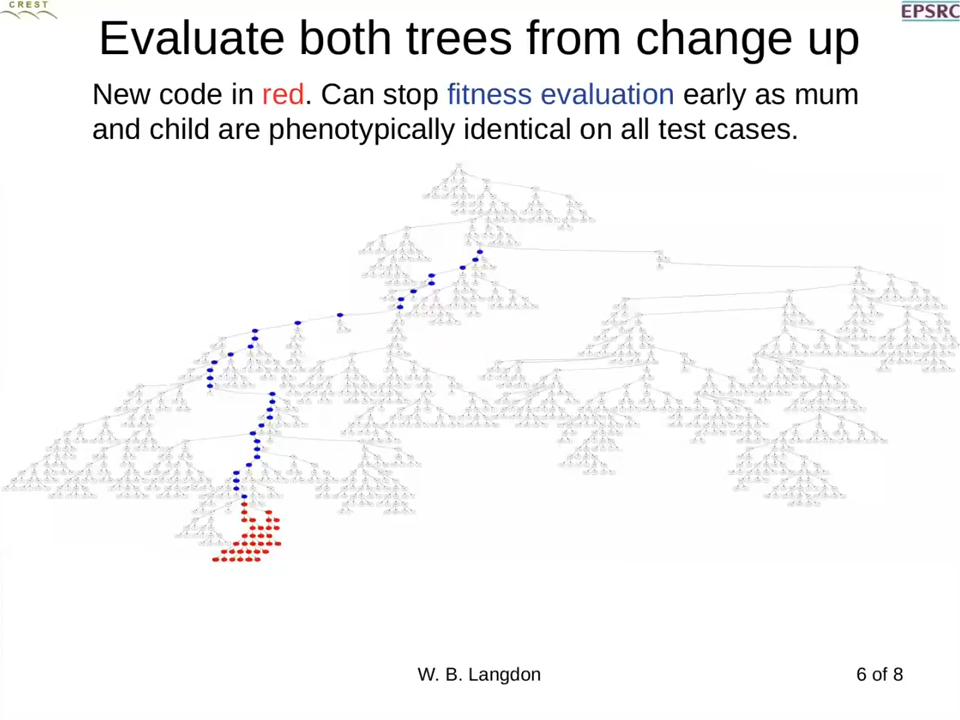 CREST
EPSRC
Evaluate both trees from change up
New code in red. Can stop fitness evaluation early as mum
and child are phenotypically identical on all test cases.
W. B. Langdon
6 of 8